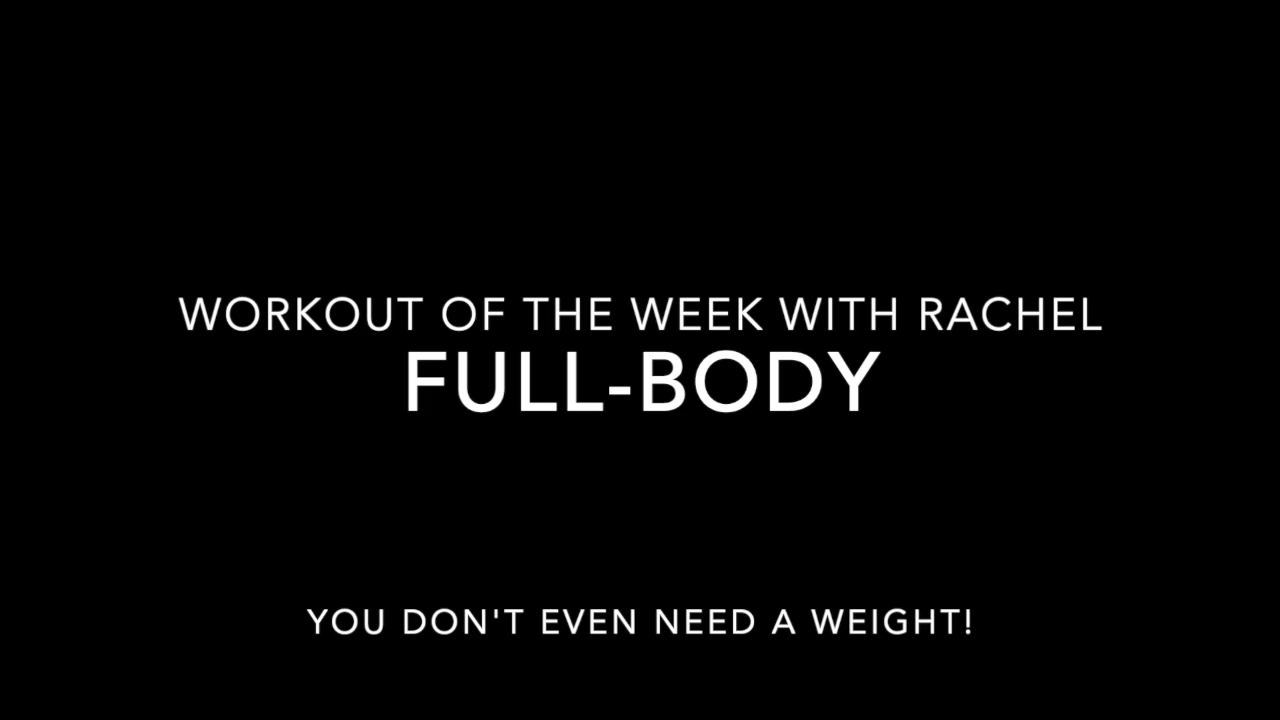 WORKOUT OF THE WEEK WITH RACHEL
FULL-BODY
YOU DON'T EVEN NEED A WEIGHT!